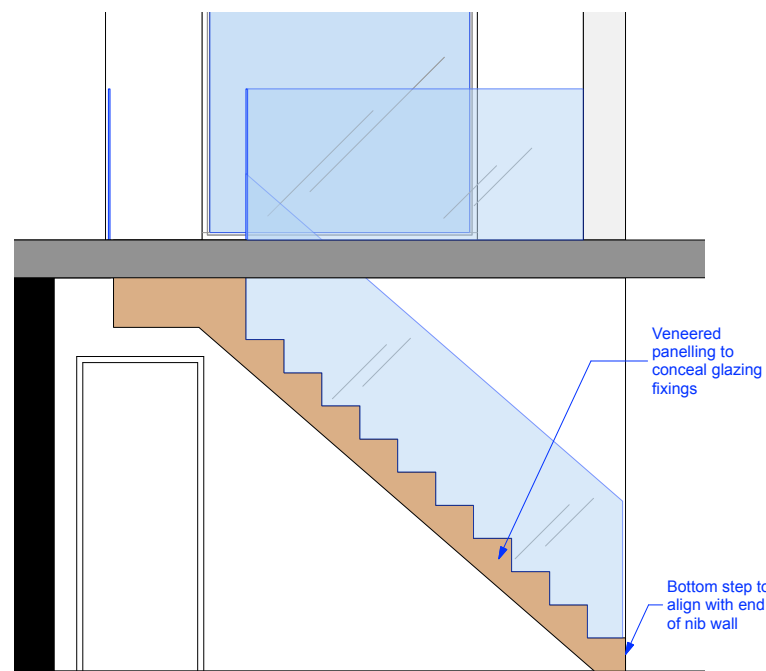 Veneered
panelling to
conceal glazing
fixings
Bottom step to
align with end
of nib wall